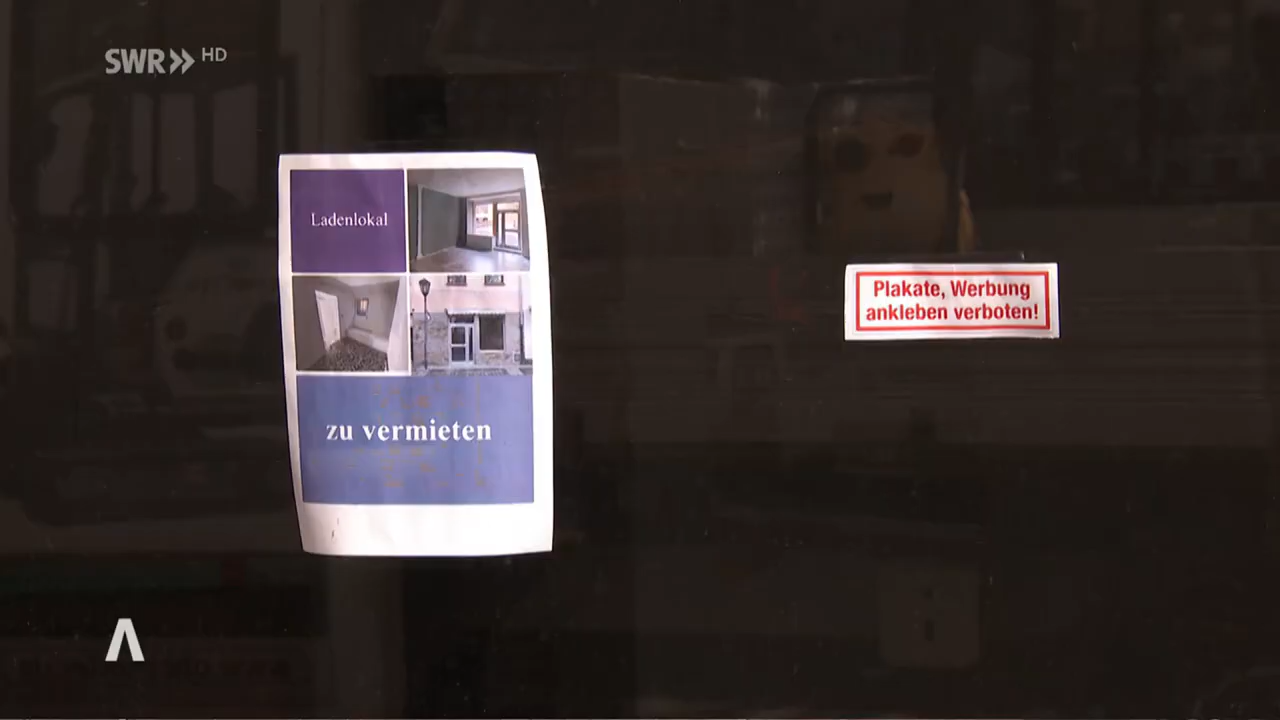 SWR» HD
Ladenlokal
zu vermieten
Plakate, Werbung
ankleben verboten!